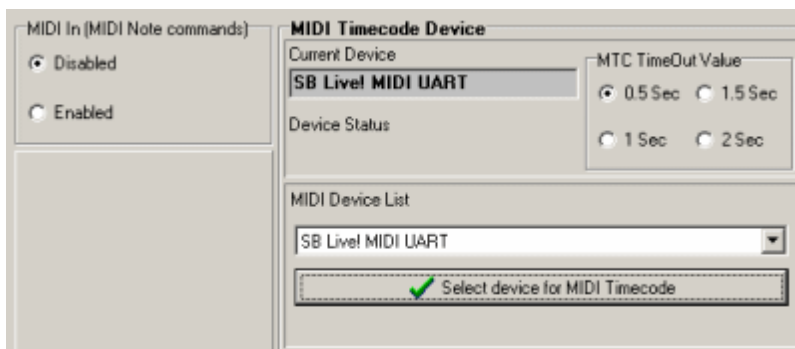 MIDI In (MIDI Note commands)
Disabled
Enabled
MIDI Timecode Device
Current Device
SB Live! MIDI UART
Device Status
MTC TimeOut Value
0.5 Sec
1.5 Sec
1 Sec
2 Sec
MIDI Device List
SB Live! MIDI UART
Select device for MIDI Timecode